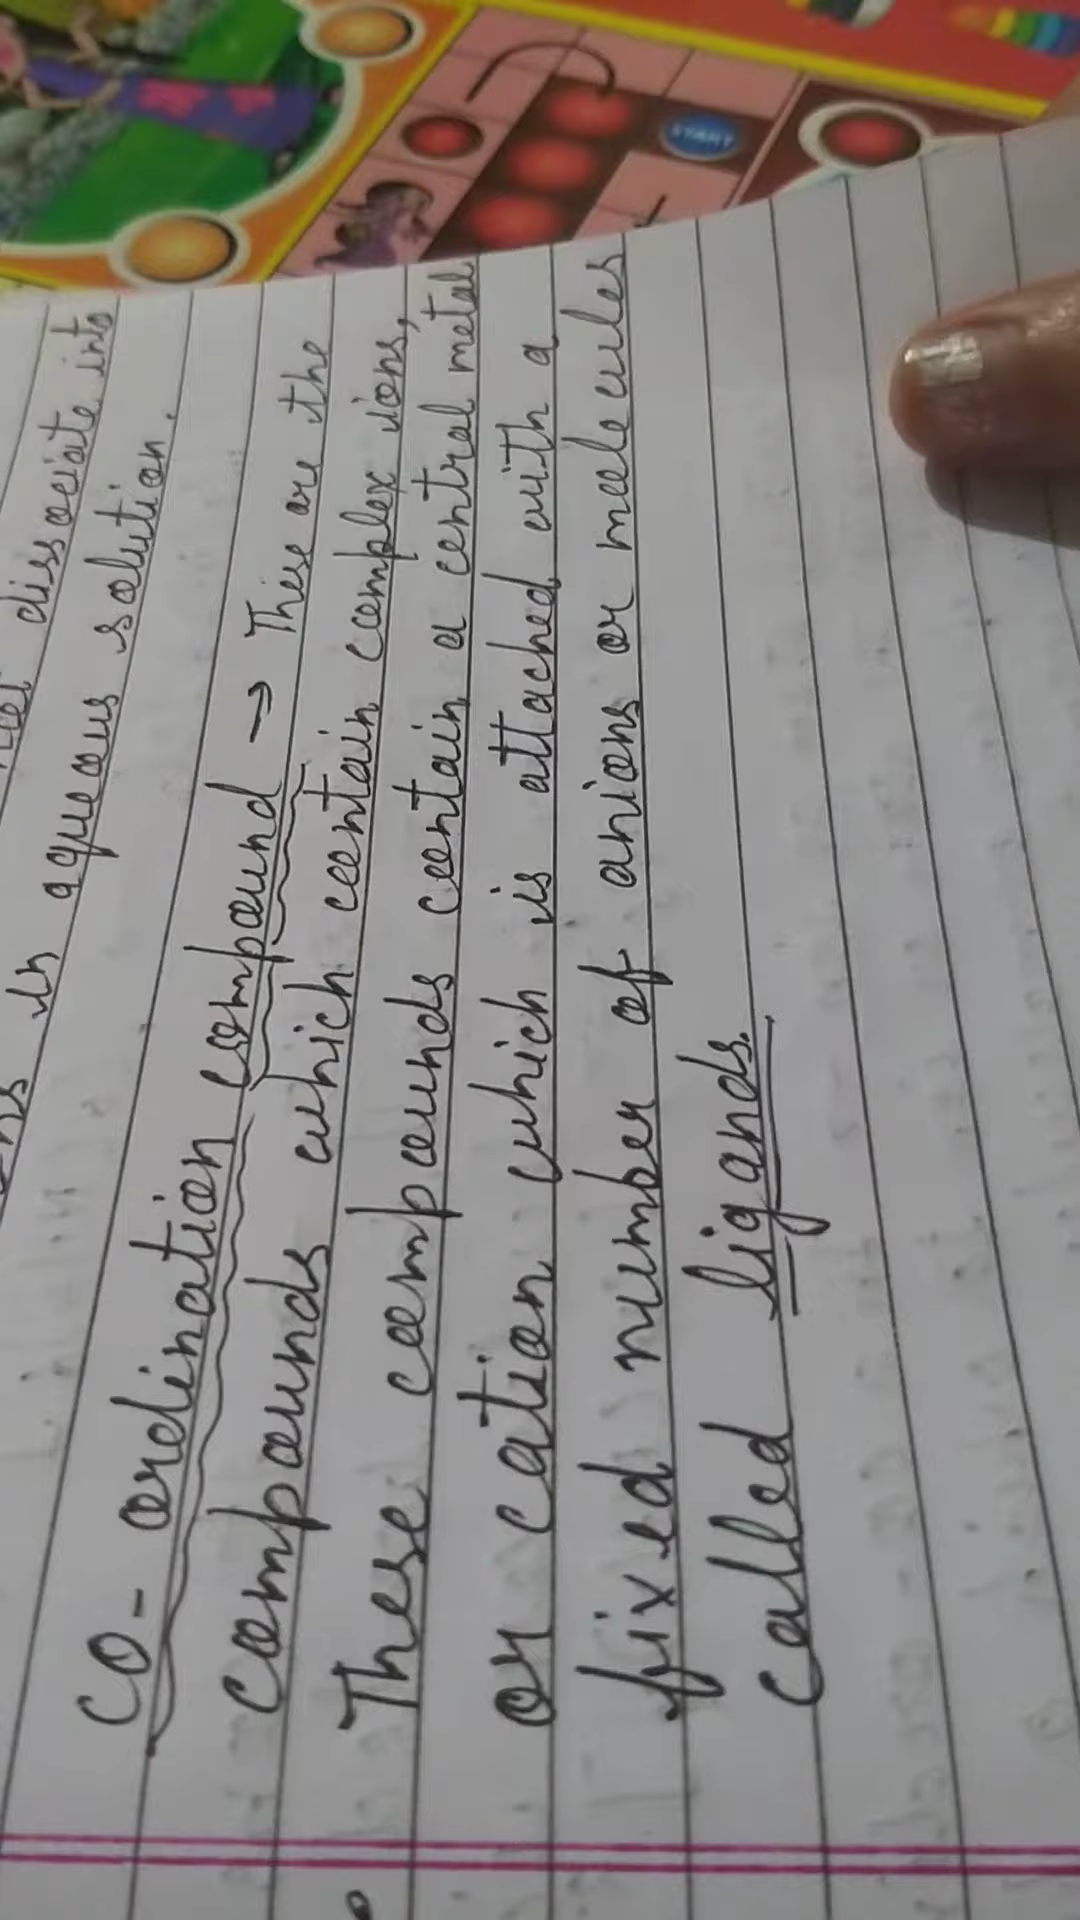 dissociate into
in aqueous solution.
CO-ordination compound → These are the
compounds which contain complex ions,
These compounds contain a central metal
or cation which is attached with a
fixed number of anions or molecules
called ligands.
START